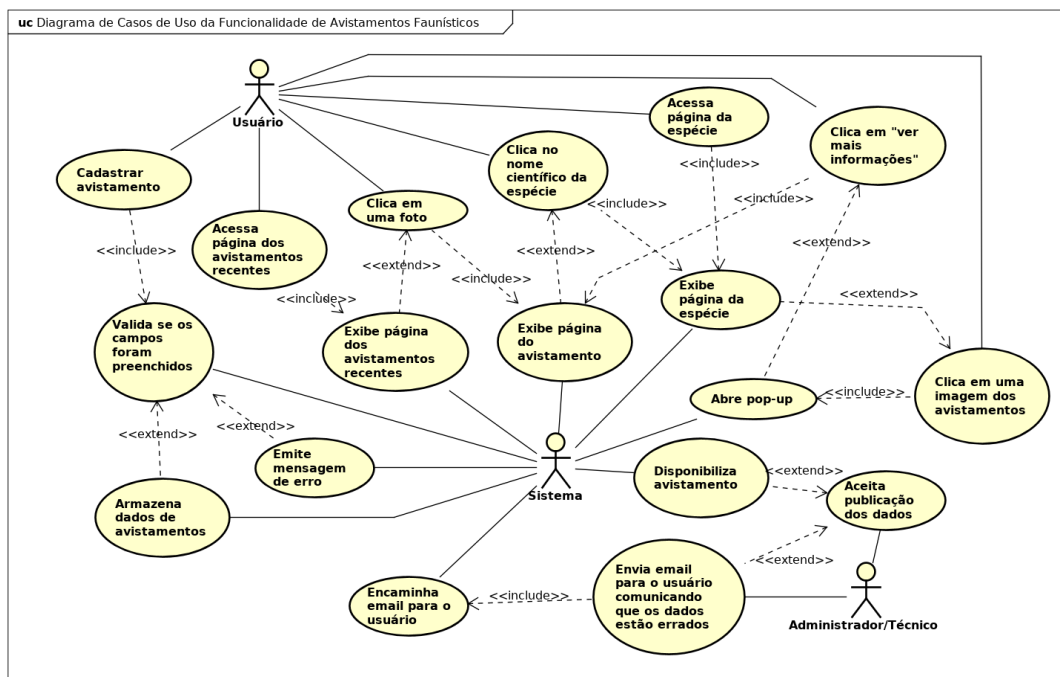 uc Diagrama de Casos de Uso da Funcionalidade de Avistamentos Faunísticos
Usuário
Cadastrar
avistamento
Acessa
página dos
avistamentos
recentes
Clica em
uma foto
Clica no
nome
científico da
espécie
Acessa
página da
espécie
Clica em "ver
mais
informações"
<<include>>
<<include>>
<<include>>
<<include>>
<<extend>>
<<extend>>
<<extend>>
<<include>>
<<include>>
<<include>>
<<extend>>
Valida se os
campos
foram
preenchidos
Exibe página
dos
avistamentos
recentes
Exibe página
do
avistamento
Exibe
página da
espécie
Abre pop-up
<<include>>
Clica em uma
imagem dos
avistamentos
<<extend>>
<<extend>>
Emite
mensagem
de erro
Armazena
dados de
avistamentos
Sistema
Disponibiliza
avistamento
<<extend>>
Aceita
publicação
dos dados
<<extend>>
Encaminha
email para o
usuário
<<include>>
Envia email
para o usuário
comunicando
que os dados
estão errados
Administrador/Técnico